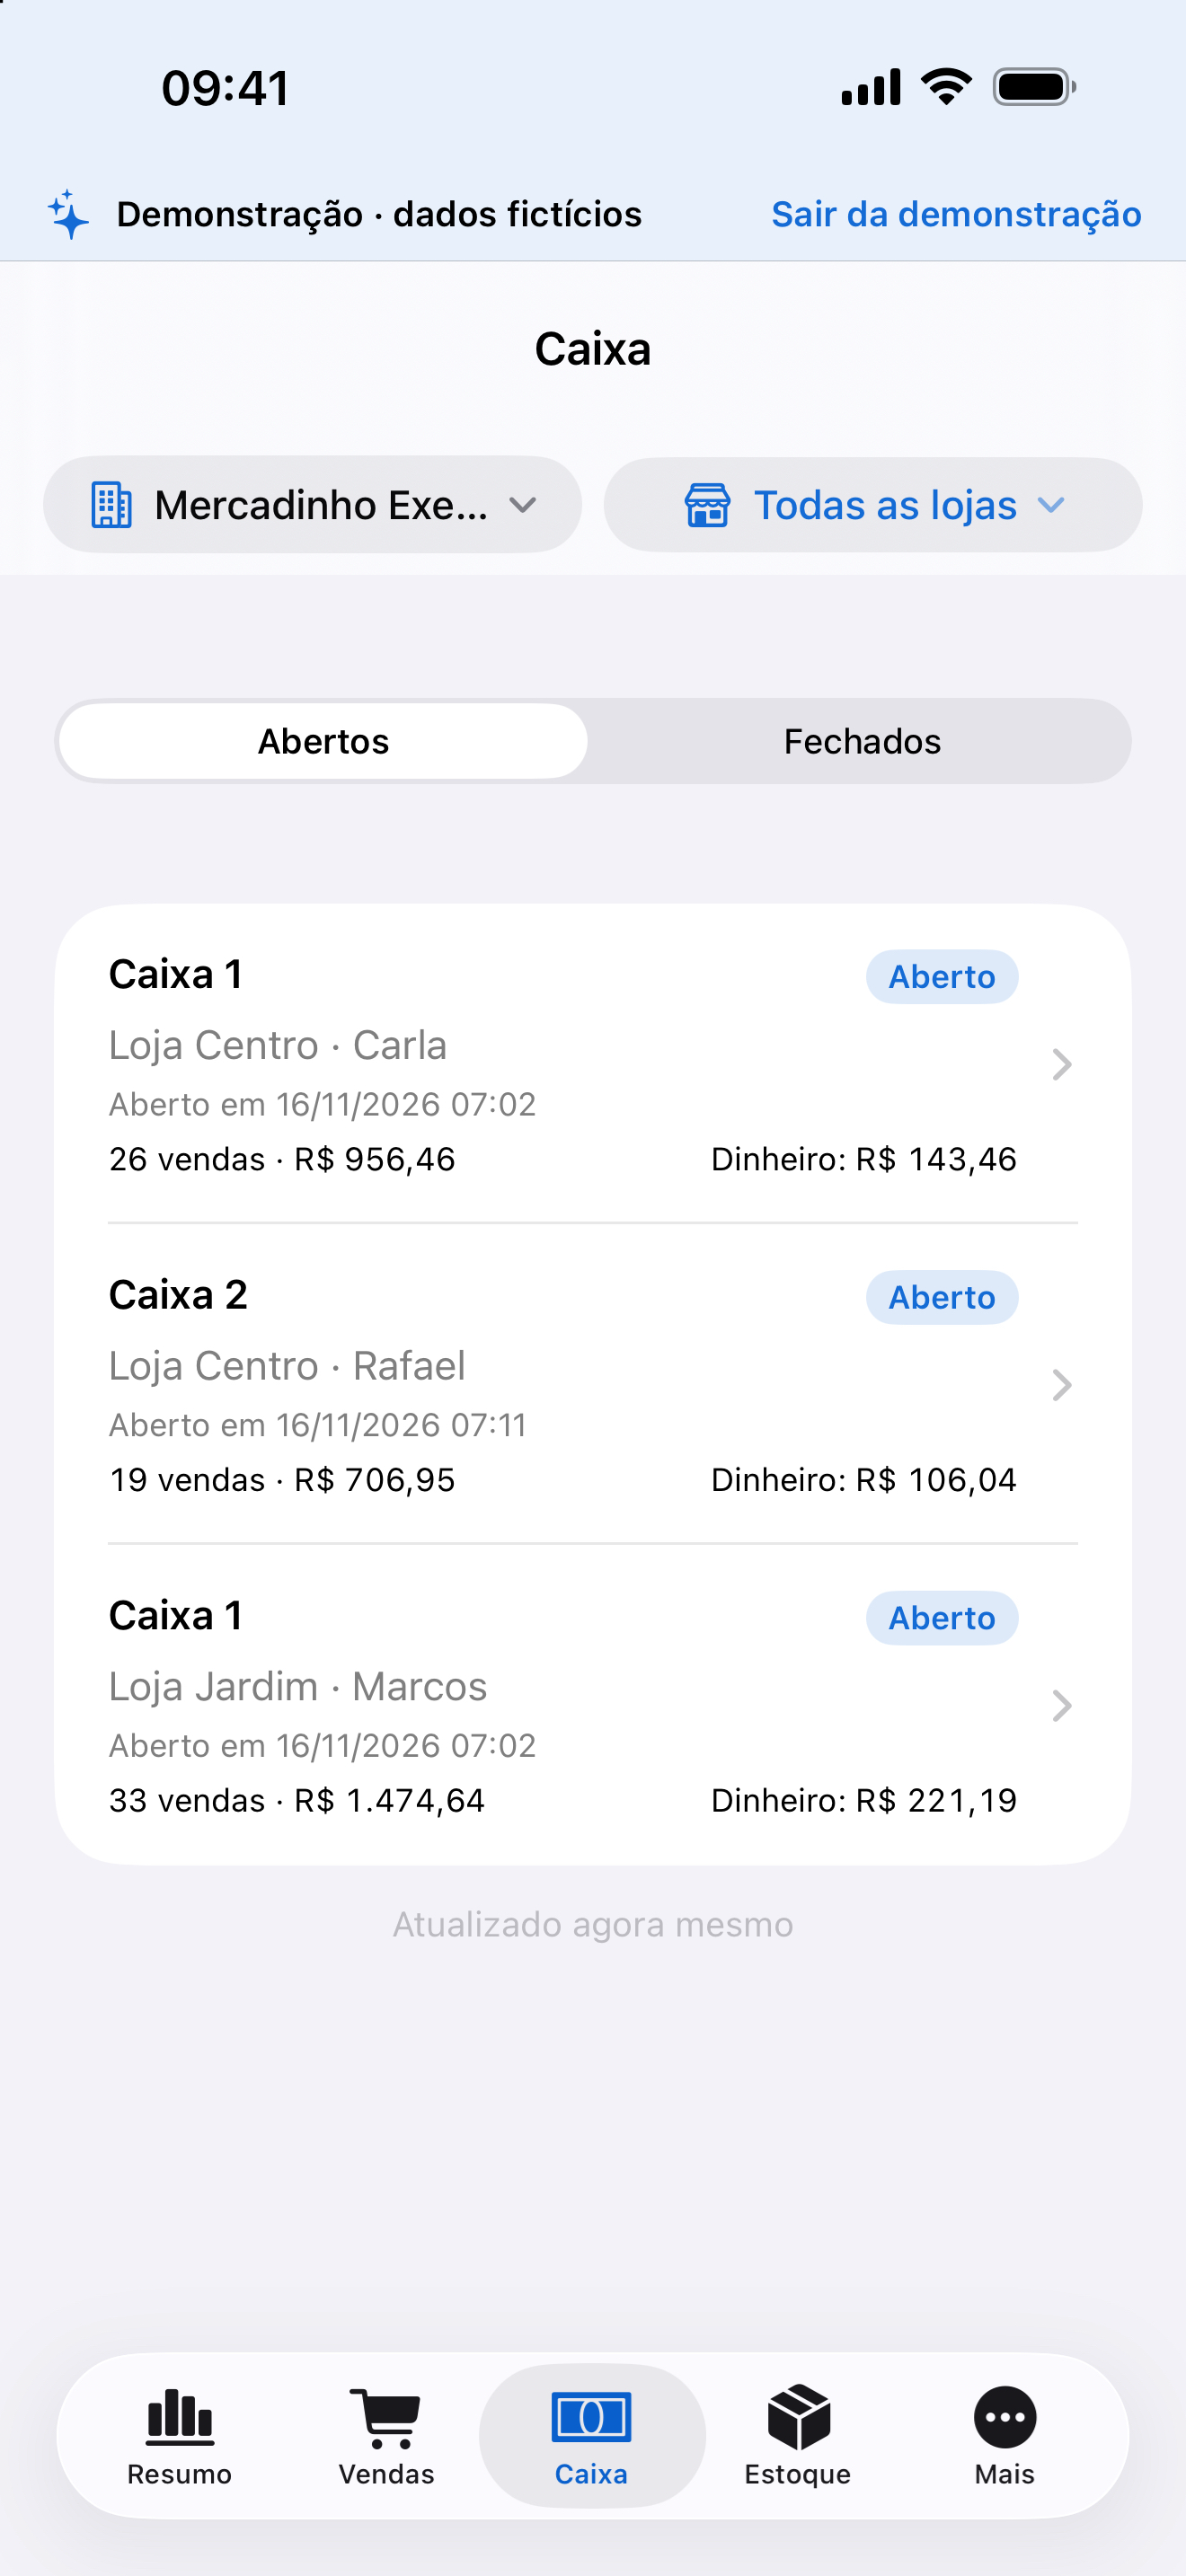 09:41
Demonstração · dados fictícios Sair da demonstração
Caixa
Mercadinho Exe... Todas as lojas
Abertos Fechados
Caixa 1 Aberto
Loja Centro · Carla
Aberto em 16/11/2026 07:02
26 vendas · R$ 956,46 Dinheiro: R$ 143,46
Caixa 2 Aberto
Loja Centro · Rafael
Aberto em 16/11/2026 07:11
19 vendas · R$ 706,95 Dinheiro: R$ 106,04
Caixa 1 Aberto
Loja Jardim · Marcos
Aberto em 16/11/2026 07:02
33 vendas · R$ 1.474,64 Dinheiro: R$ 221,19
Atualizado agora mesmo
Resumo Vendas Caixa Estoque Mais